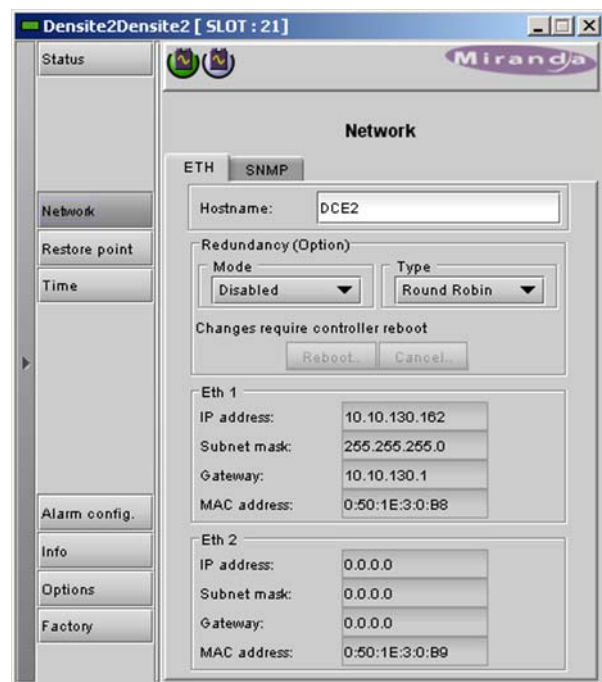 Densite2Densite2 [ SLOT : 21]
Status
Miranda
Network
ETH SNMP
Network
Hostname: DCE2
Restore point
Redundancy (Option)
Mode Type
Time
Disabled Round Robin
Changes require controller reboot
Reboot.. Cancel..
Eth 1
IP address: 10.10.130.162
Subnet mask: 255.255.255.0
Gateway: 10.10.130.1
MAC address: 0:50:1E:3:0:B8
Alarm config.
Eth 2
Info
IP address: 0.0.0.0
Options
Subnet mask: 0.0.0.0
Factory
Gateway: 0.0.0.0
MAC address: 0:50:1E:3:0:B9